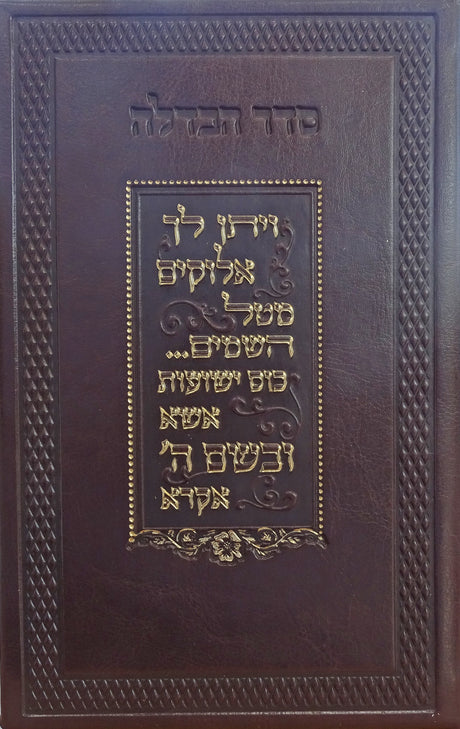 סדר הבדלה
ויתן לך
אלוקים
מטל
השמים...
כוס ישועות
אשא
ובשם ה'
אקרא